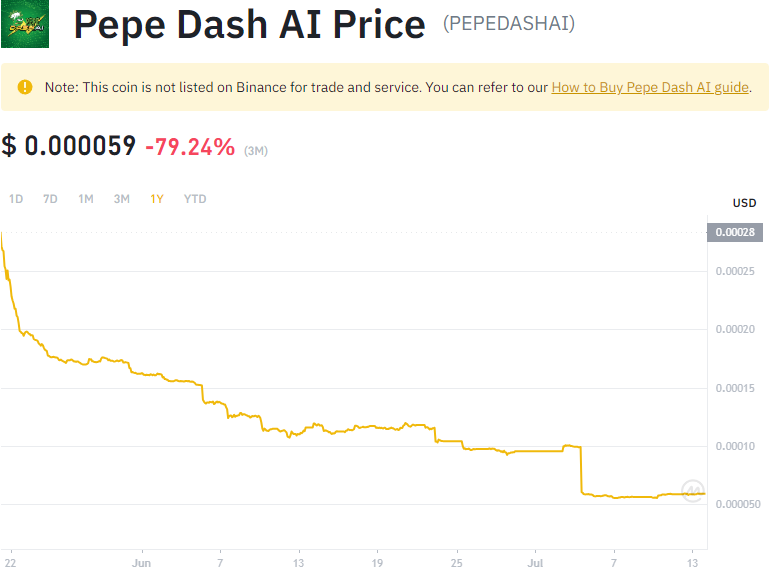 Pepe Dash AI Price (PEPEDASHAI)
Note: This coin is not listed on Binance for trade and service. You can refer to our How to Buy Pepe Dash AI guide.
$ 0.000059 -79.24% (3M)
1D 7D 1M 3M 1Y YTD
USD
0.00028
0.00025
0.00020
0.00015
0.00010
0.000050
22 Jun 7 13 19 25 Jul 7 13